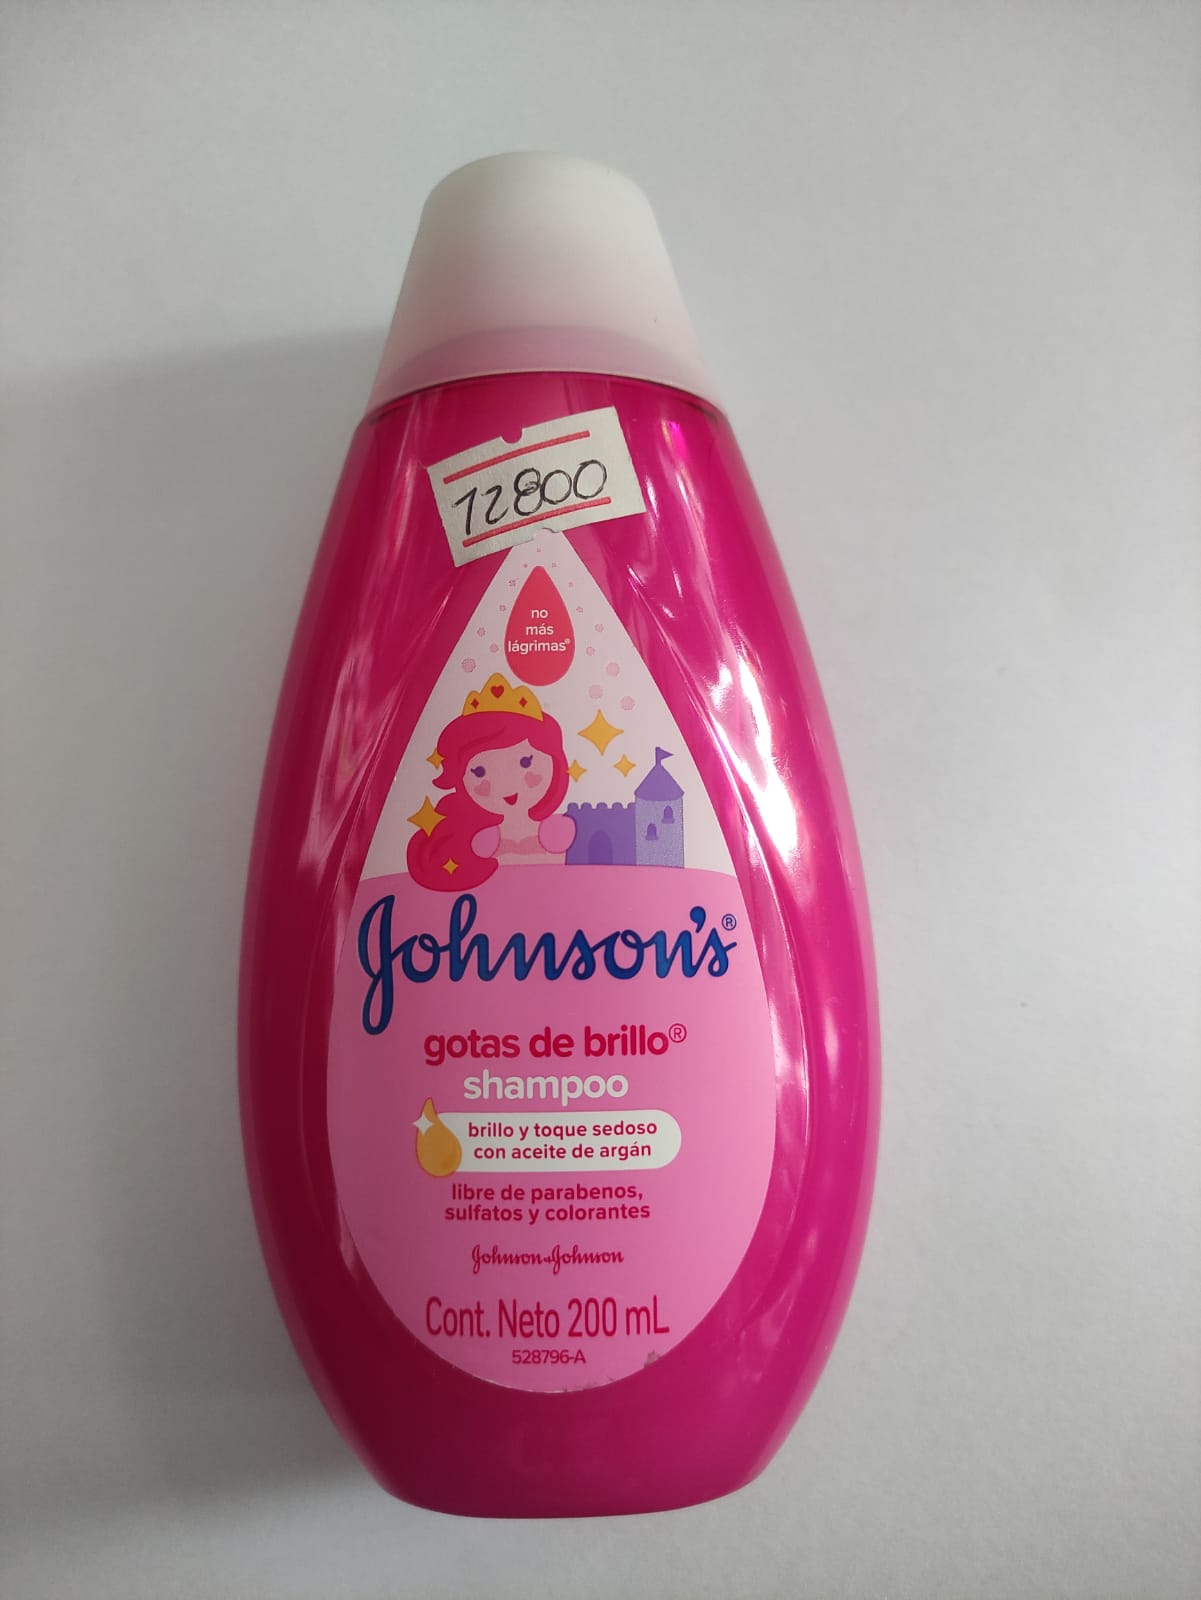 12800
no
más
lágrimas®
Johnson's®
gotas de brillo®
shampoo
brillo y toque sedoso
con aceite de argán
libre de parabenos,
sulfatos y colorantes
Johnson & Johnson
Cont. Neto 200 mL
528796-A